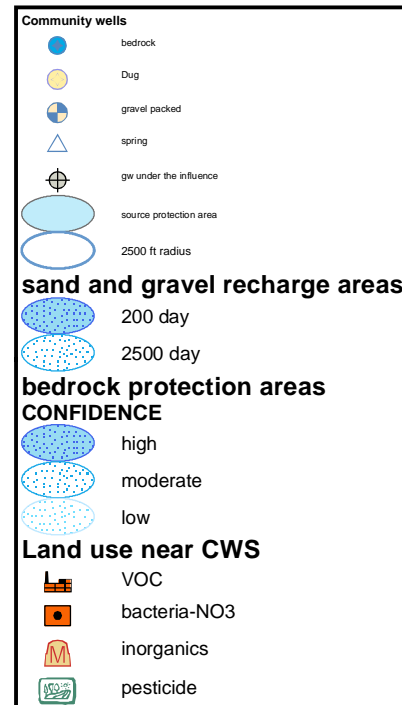 Community wells
bedrock
Dug
gravel packed
spring
gw under the influence
source protection area
2500 ft radius
sand and gravel recharge areas
200 day
2500 day
bedrock protection areas
CONFIDENCE
high
moderate
low
Land use near CWS
VOC
bacteria-NO3
M inorganics
pesticide